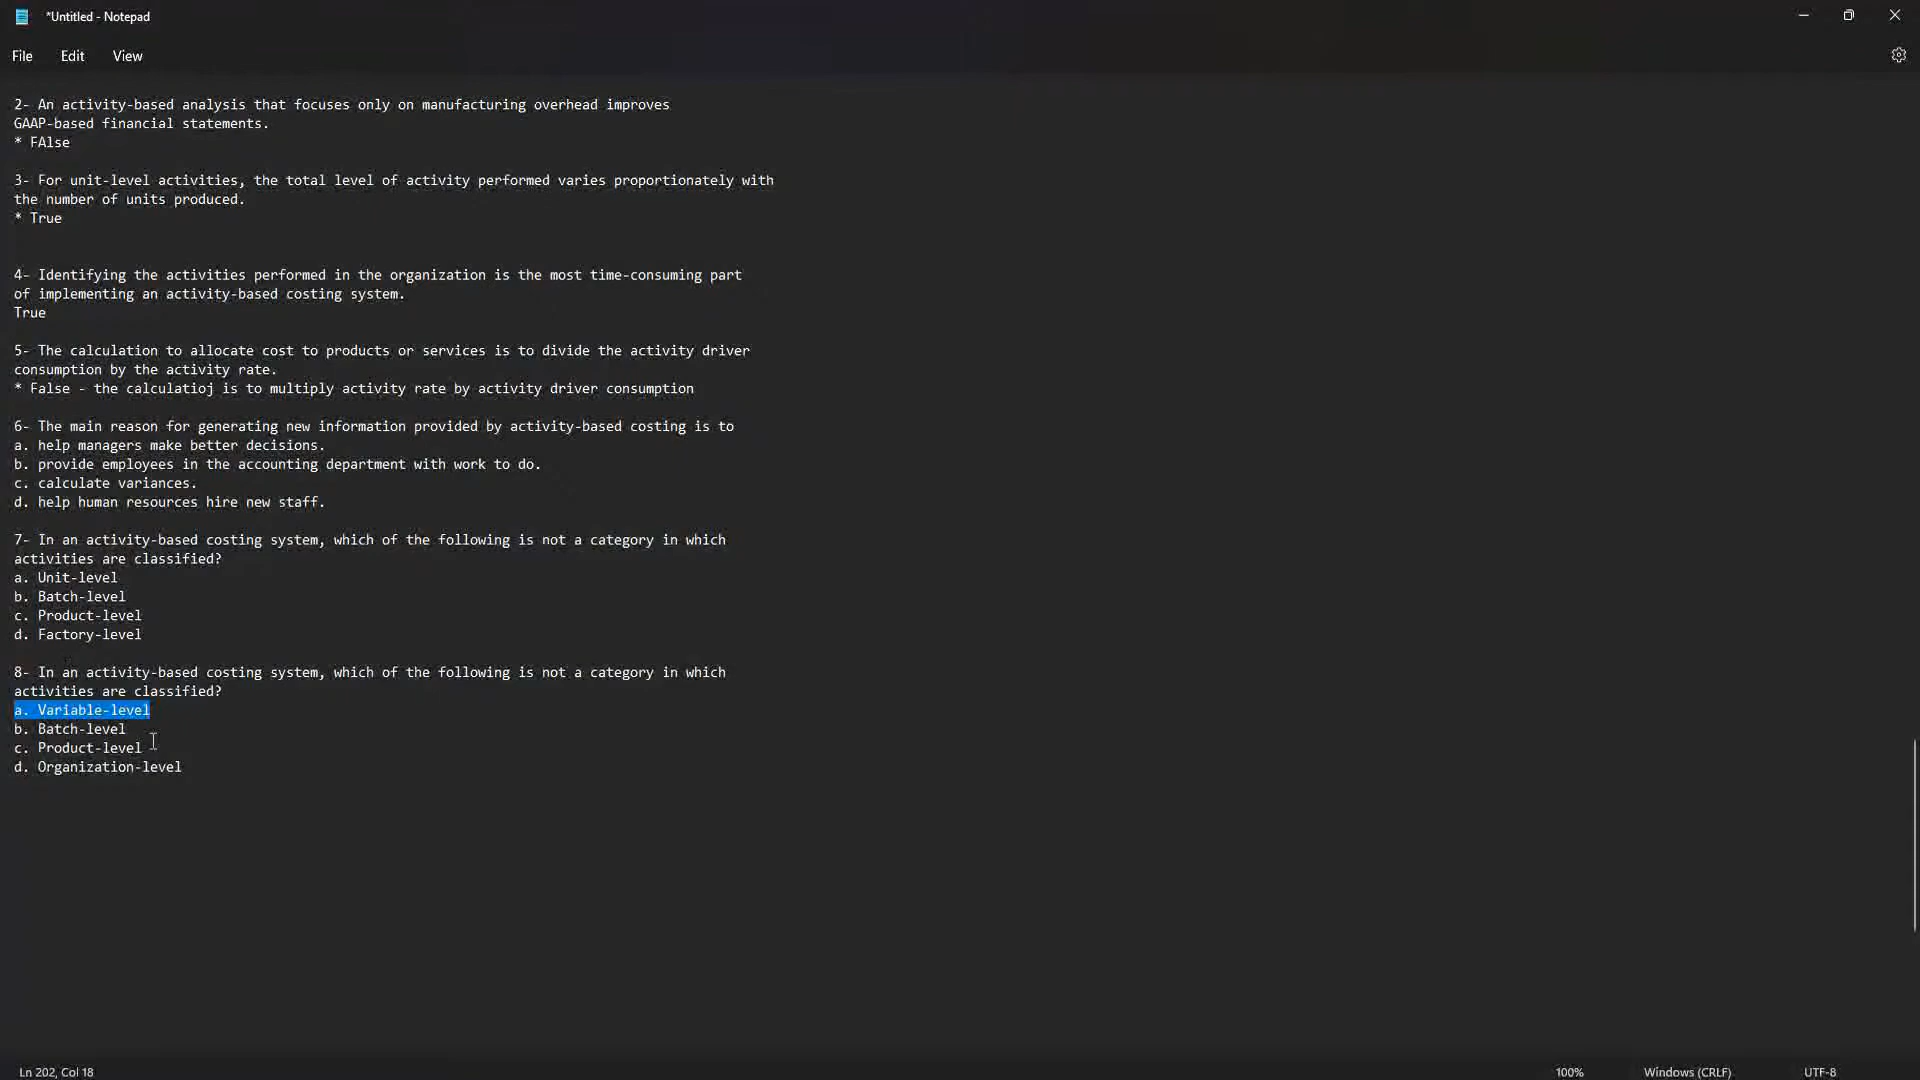 *Untitled - Notepad
File Edit View
2- An activity-based analysis that focuses only on manufacturing overhead improves
GAAP-based financial statements.
* FAlse
3- For unit-level activities, the total level of activity performed varies proportionately with
the number of units produced.
* True
4- Identifying the activities performed in the organization is the most time-consuming part
of implementing an activity-based costing system.
True
5- The calculation to allocate cost to products or services is to divide the activity driver
consumption by the activity rate.
* False - the calculatioj is to multiply activity rate by activity driver consumption
6- The main reason for generating new information provided by activity-based costing is to
a. help managers make better decisions.
b. provide employees in the accounting department with work to do.
c. calculate variances.
d. help human resources hire new staff.
7- In an activity-based costing system, which of the following is not a category in which
activities are classified?
a. Unit-level
b. Batch-level
c. Product-level
d. Factory-level
8- In an activity-based costing system, which of the following is not a category in which
activities are classified?
a. Variable-level
b. Batch-level
c. Product-level
d. Organization-level
Ln 202, Col 18 100% Windows (CRLF) UTF-8